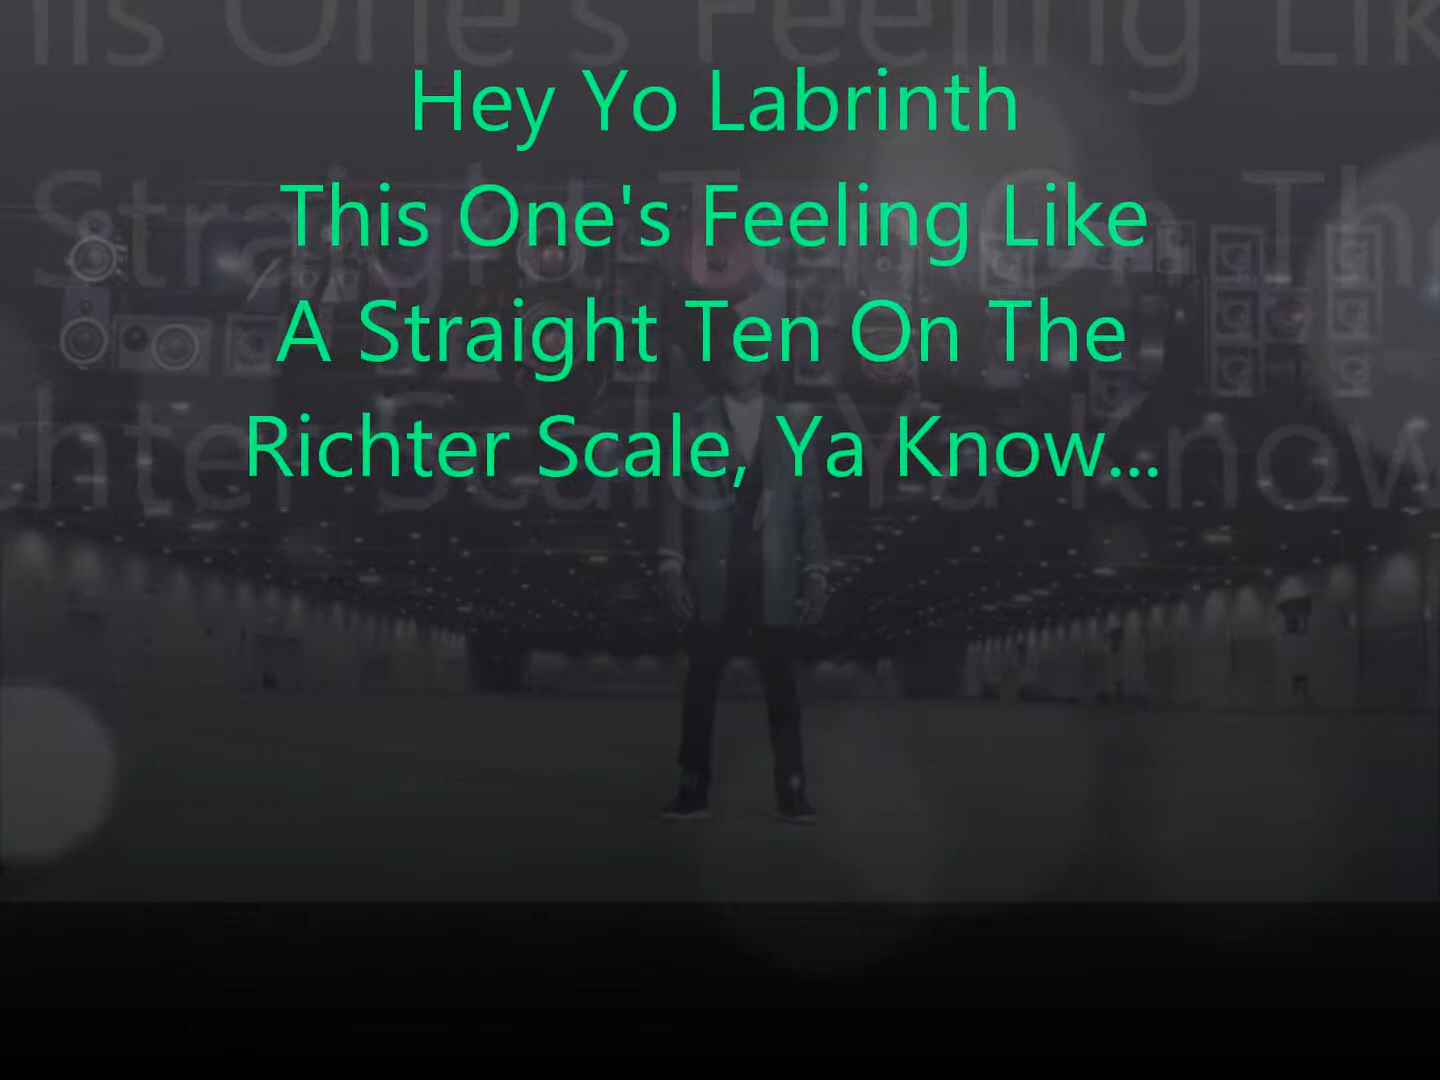 Hey Yo Labrinth
This One's Feeling Like
A Straight Ten On The
Richter Scale, Ya Know...